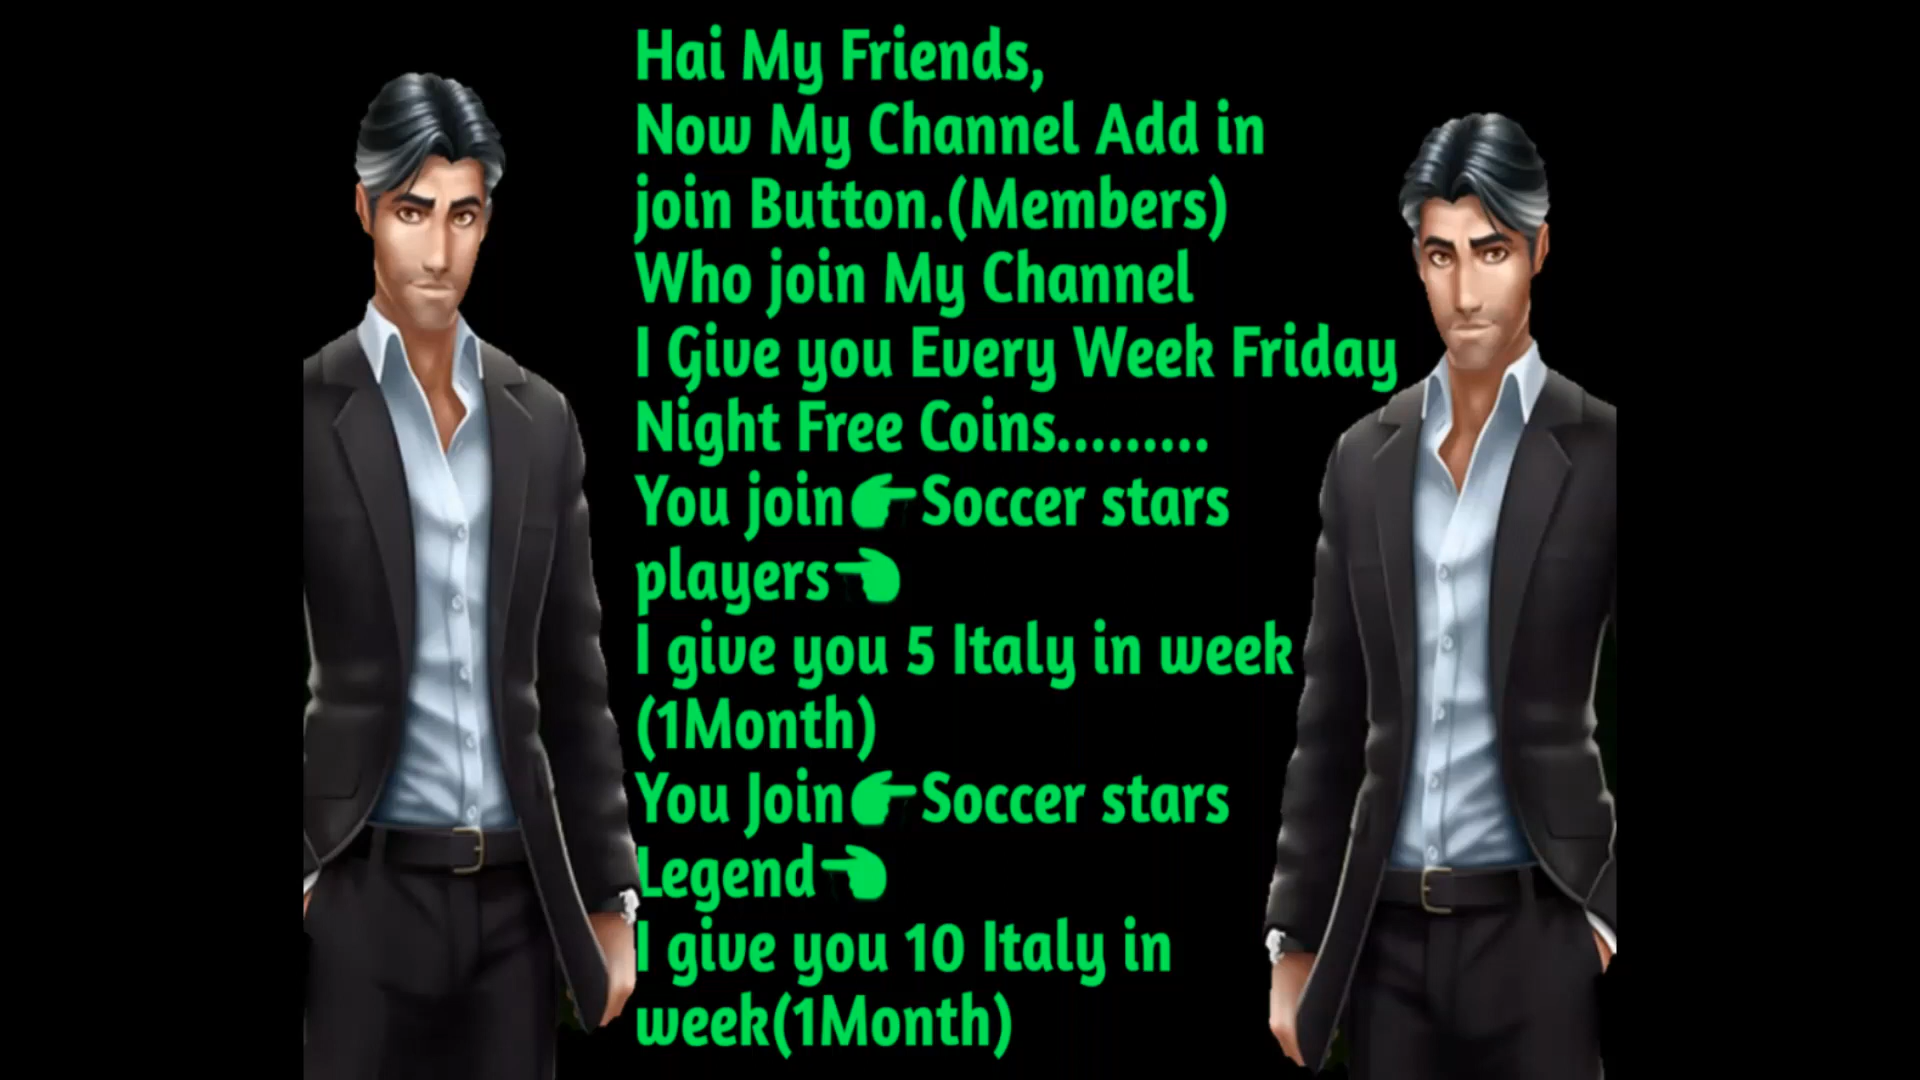 Hai My Friends,
Now My Channel Add in
join Button.(Members)
Who join My Channel
I Give you Every Week Friday
Night Free Coins.........
You join👉Soccer stars
players👈
I give you 5 Italy in week
(1Month)
You Join👉Soccer stars
Legend👈
I give you 10 Italy in
week(1Month)